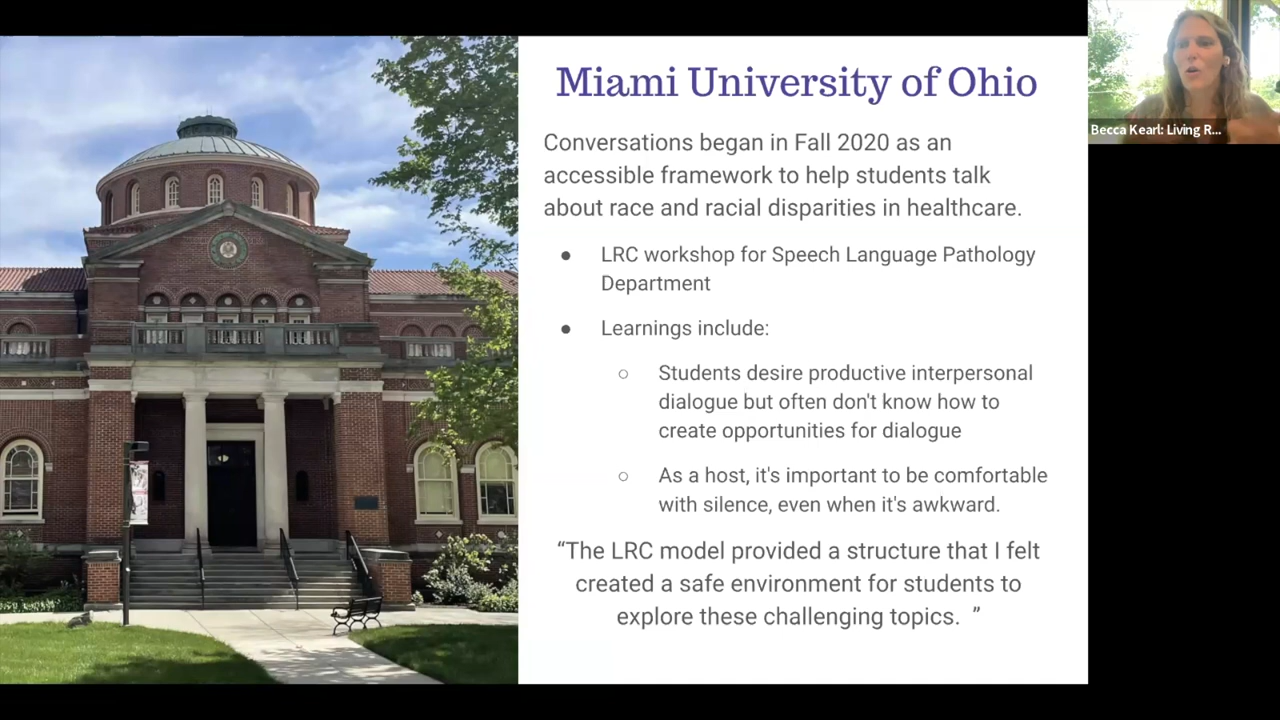 Miami University of Ohio
Conversations began in Fall 2020 as an
accessible framework to help students talk
about race and racial disparities in healthcare.
● LRC workshop for Speech Language Pathology
Department
● Learnings include:
○ Students desire productive interpersonal
dialogue but often don't know how to
create opportunities for dialogue
○ As a host, it's important to be comfortable
with silence, even when it's awkward.
“The LRC model provided a structure that I felt
created a safe environment for students to
explore these challenging topics. ”
Becca Kearl: Living R...